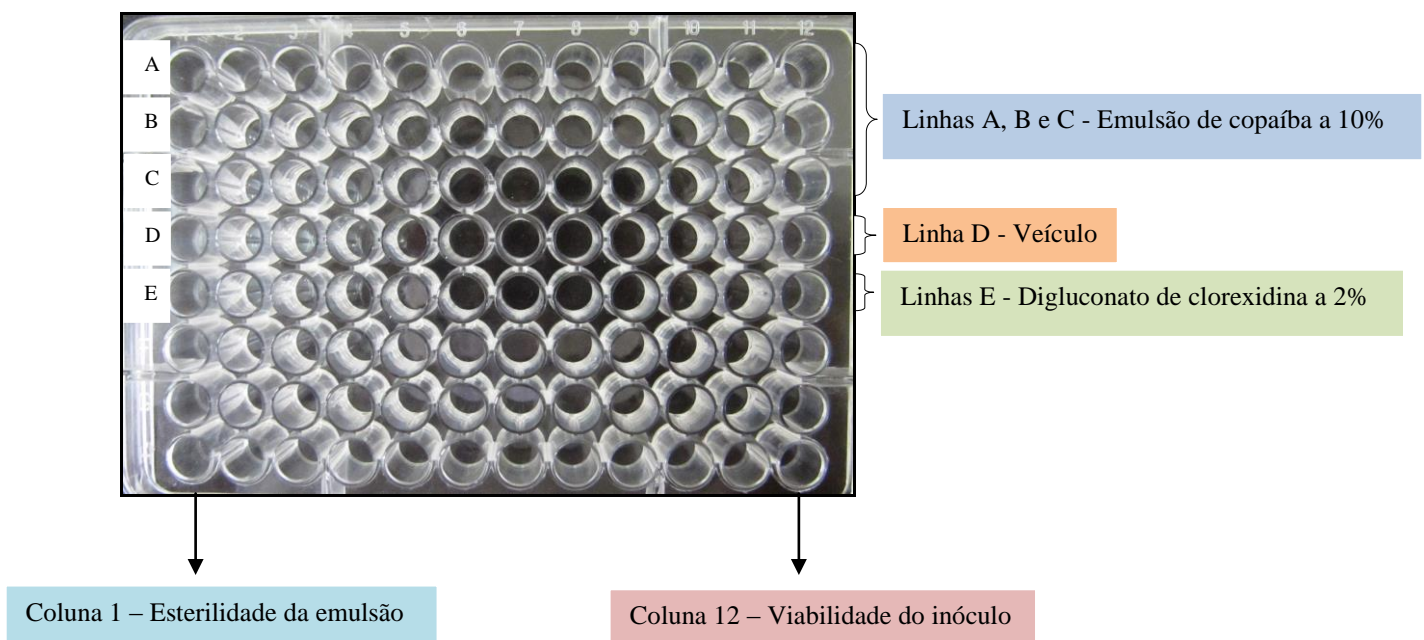 1 2 3 4 5 6 7 8 9 10 11 12
A
B
C
D
E
Linhas A, B e C - Emulsão de copaíba a 10%
Linha D - Veículo
Linhas E - Digluconato de clorexidina a 2%
Coluna 1 – Esterilidade da emulsão
Coluna 12 – Viabilidade do inóculo